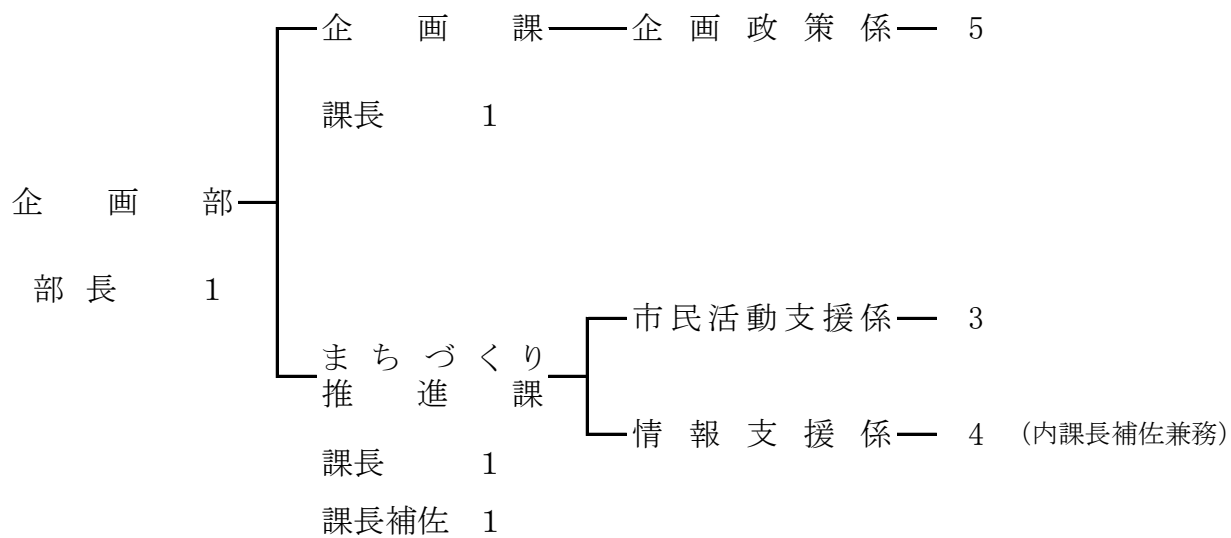 企画課 企画政策係 5
課長 1
企画部
部長 1
市民活動支援係 3
まちづくり
推進課
情報支援係 4 (内課長補佐兼務)
課長 1
課長補佐 1